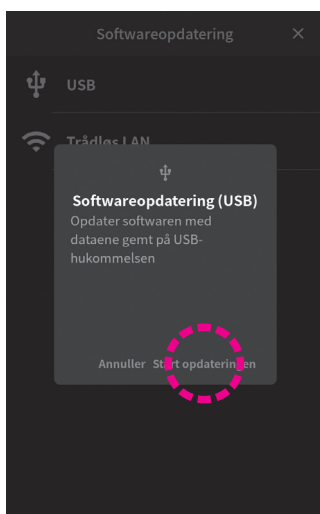 Softwareopdatering
USB
Trådløs LAN
Softwareopdatering (USB)
Opdater softwaren med
dataene gemt på USB-
hukommelsen
Annuller Start opdateringen